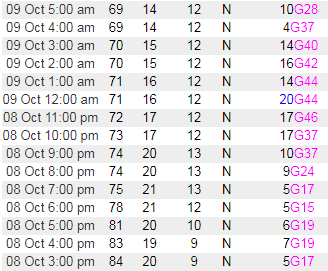 09 Oct 5:00 am 69 14 12 N 10G28
09 Oct 4:00 am 69 14 12 N 4G37
09 Oct 3:00 am 70 15 12 N 14G40
09 Oct 2:00 am 70 15 12 N 16G42
09 Oct 1:00 am 71 16 12 N 14G44
09 Oct 12:00 am 71 16 12 N 20G44
08 Oct 11:00 pm 72 17 12 N 17G46
08 Oct 10:00 pm 73 17 12 N 17G37
08 Oct 9:00 pm 74 20 13 N 10G37
08 Oct 8:00 pm 74 20 13 N 9G24
08 Oct 7:00 pm 75 21 13 N 5G17
08 Oct 6:00 pm 78 21 12 N 5G15
08 Oct 5:00 pm 81 20 10 N 6G19
08 Oct 4:00 pm 83 19 9 N 7G19
08 Oct 3:00 pm 84 20 9 N 5G17